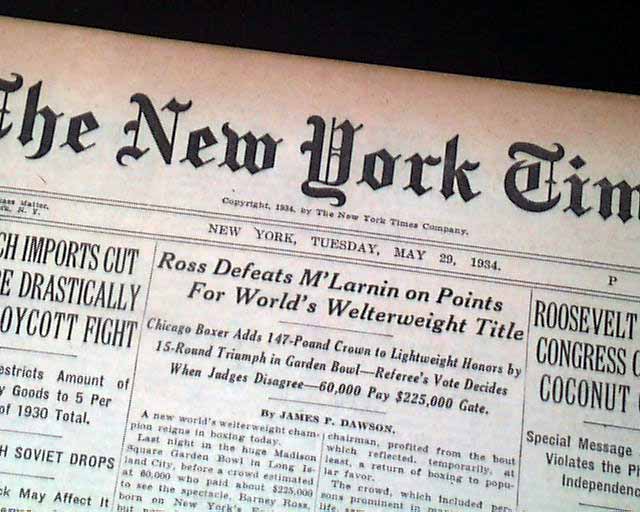 The New York Tim
Copyright, 1934, by The New York Times Company.
NEW YORK, TUESDAY, MAY 29, 1934.
P
N. Y.
CH IMPORTS CUT
E DRASTICALLY
OYCOTT FIGHT
estricts Amount of
y Goods to 5 Per
of 1930 Total.
H SOVIET DROPS
ck May Affect It
Ross Defeats M'Larnin on Points
For World's Welterweight Title
Chicago Boxer Adds 147-Pound Crown to Lightweight Honors by
15-Round Triumph in Garden Bowl—Referee's Vote Decides
When Judges Disagree—60,000 Pay $225,000 Gate.
By JAMES P. DAWSON.
A new world's welterweight cham-
pion reigns in boxing today.
Last night in the huge Madison
Square Garden Bowl in Long Is-
land City, before a crowd estimated
at 60,000 who paid about $225,000
to see the spectacle, Barney Ross,
born on New York's
chairman, profited from the bout
which reflected, temporarily, at
least, a return of boxing to popu-
lar favor.
The crowd, which included per-
sons prominent in many
ROOSEVELT
CONGRESS
COCONUT
Special Message
Violates the Ph
Independenc